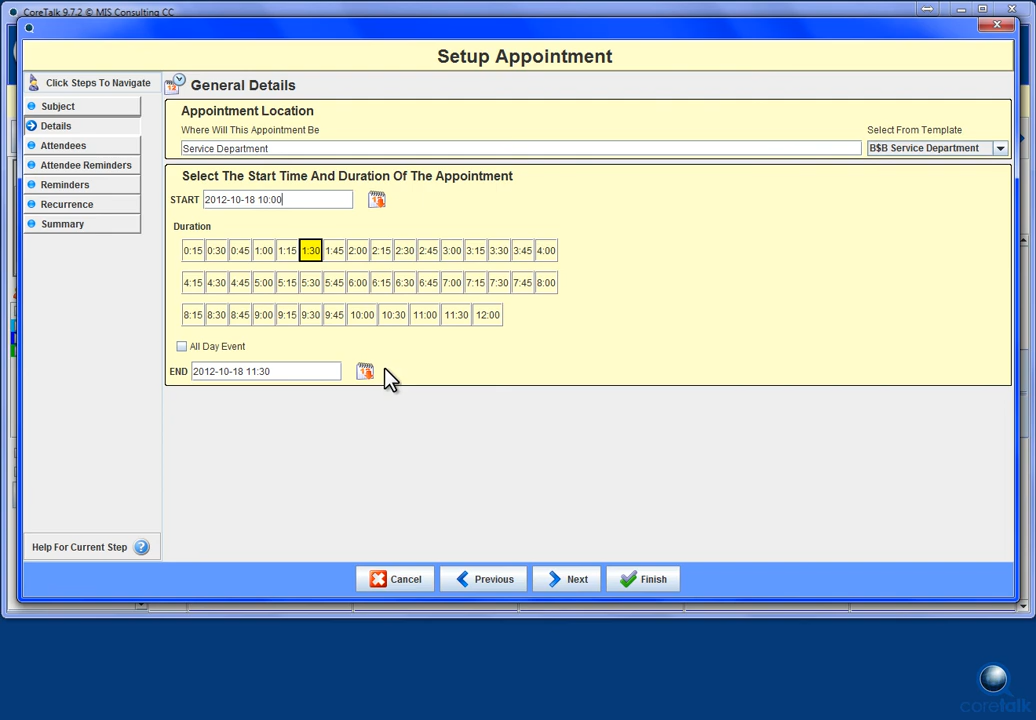 CoreTalk 9.7.2 © MIS Consulting CC
Setup Appointment
Click Steps To Navigate
Subject
Details
Attendees
Attendee Reminders
Reminders
Recurrence
Summary
Help For Current Step
General Details
Appointment Location
Where Will This Appointment Be
Select From Template
Service Department
B$B Service Department
Select The Start Time And Duration Of The Appointment
START 2012-10-18 10:00
Duration
0:15 0:30 0:45 1:00 1:15 1:30 1:45 2:00 2:15 2:30 2:45 3:00 3:15 3:30 3:45 4:00
4:15 4:30 4:45 5:00 5:15 5:30 5:45 6:00 6:15 6:30 6:45 7:00 7:15 7:30 7:45 8:00
8:15 8:30 8:45 9:00 9:15 9:30 9:45 10:00 10:30 11:00 11:30 12:00
All Day Event
END 2012-10-18 11:30
Cancel Previous Next Finish
coretalk